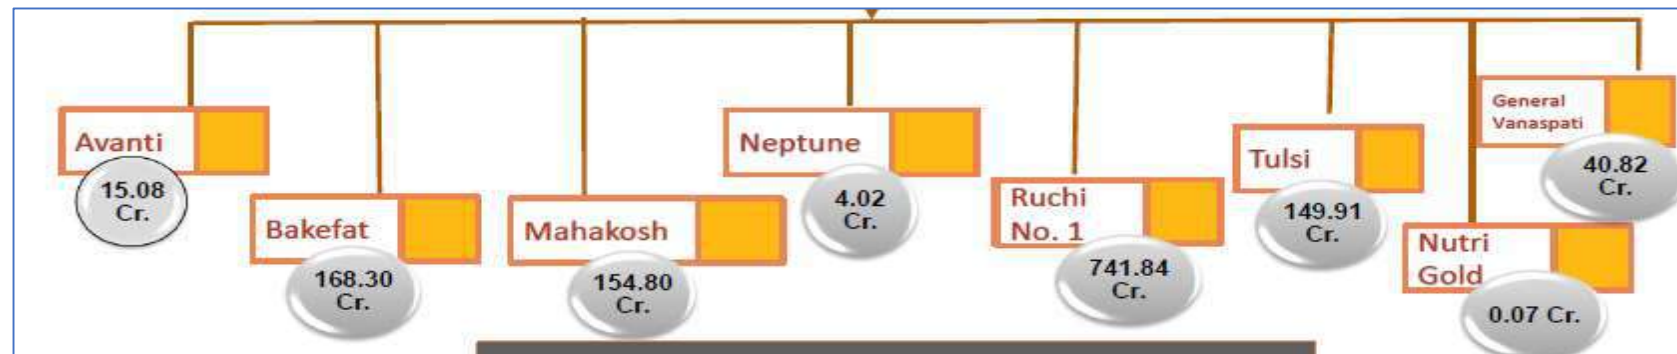 Avanti
15.08
Cr.
Bakefat
168.30
Cr.
Mahakosh
154.80
Cr.
Neptune
4.02
Cr.
Ruchi
No. 1
741.84
Cr.
Tulsi
149.91
Cr.
General
Vanaspati
40.82
Cr.
Nutri
Gold
0.07 Cr.